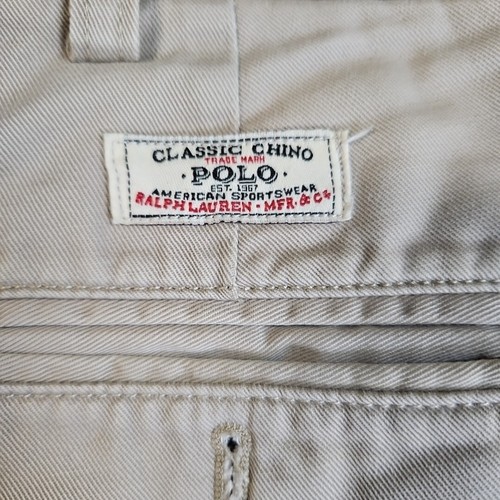 CLASSIC CHINO
TRADE MARK
· POLO ·
EST. 1967
AMERICAN SPORTSWEAR
RALPH LAUREN · MFR. & Co.